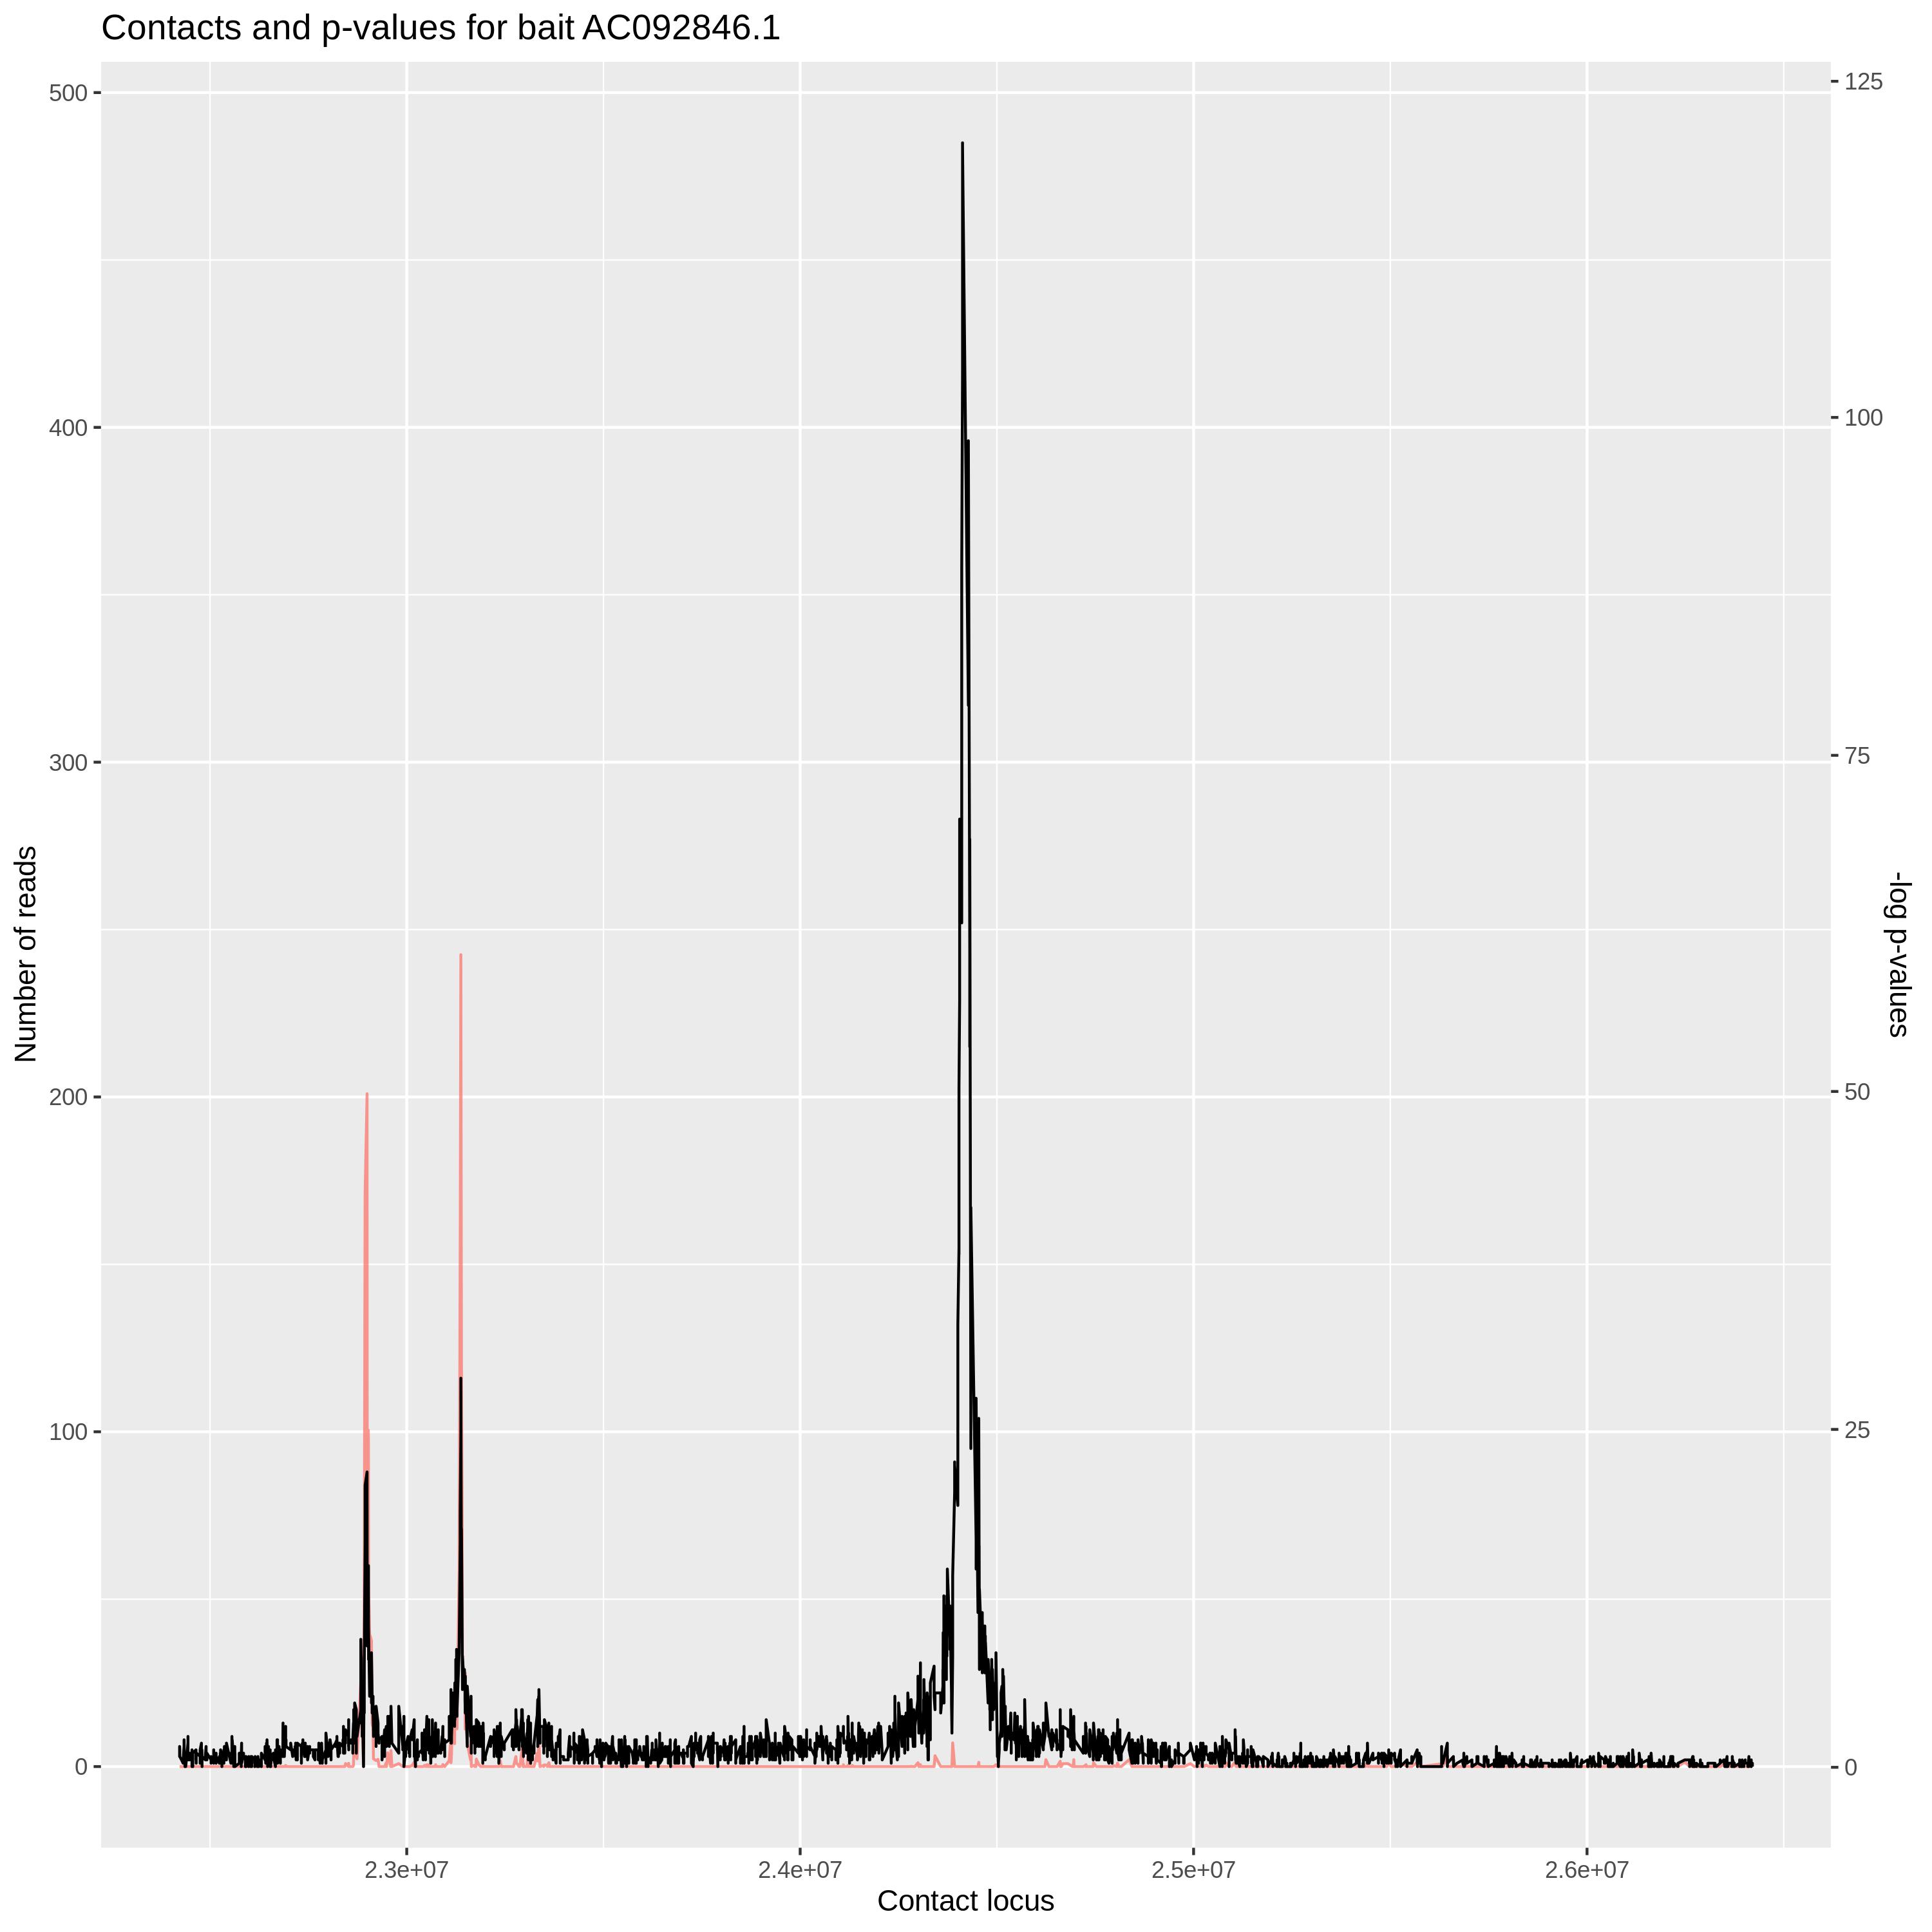 Contacts and p-values for bait AC092846.1
500
400
300
200
100
0
Number of reads
125
100
75
50
25
0
-log p-values
2.3e+07
2.4e+07
2.5e+07
2.6e+07
Contact locus